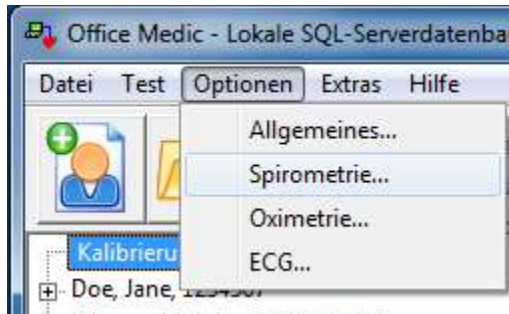 Office Medic - Lokale SQL-Serverdatenba
Datei Test Optionen Extras Hilfe
Allgemeines...
Spirometrie...
Oximetrie...
ECG...
Kalibrieru
Doe, Jane,